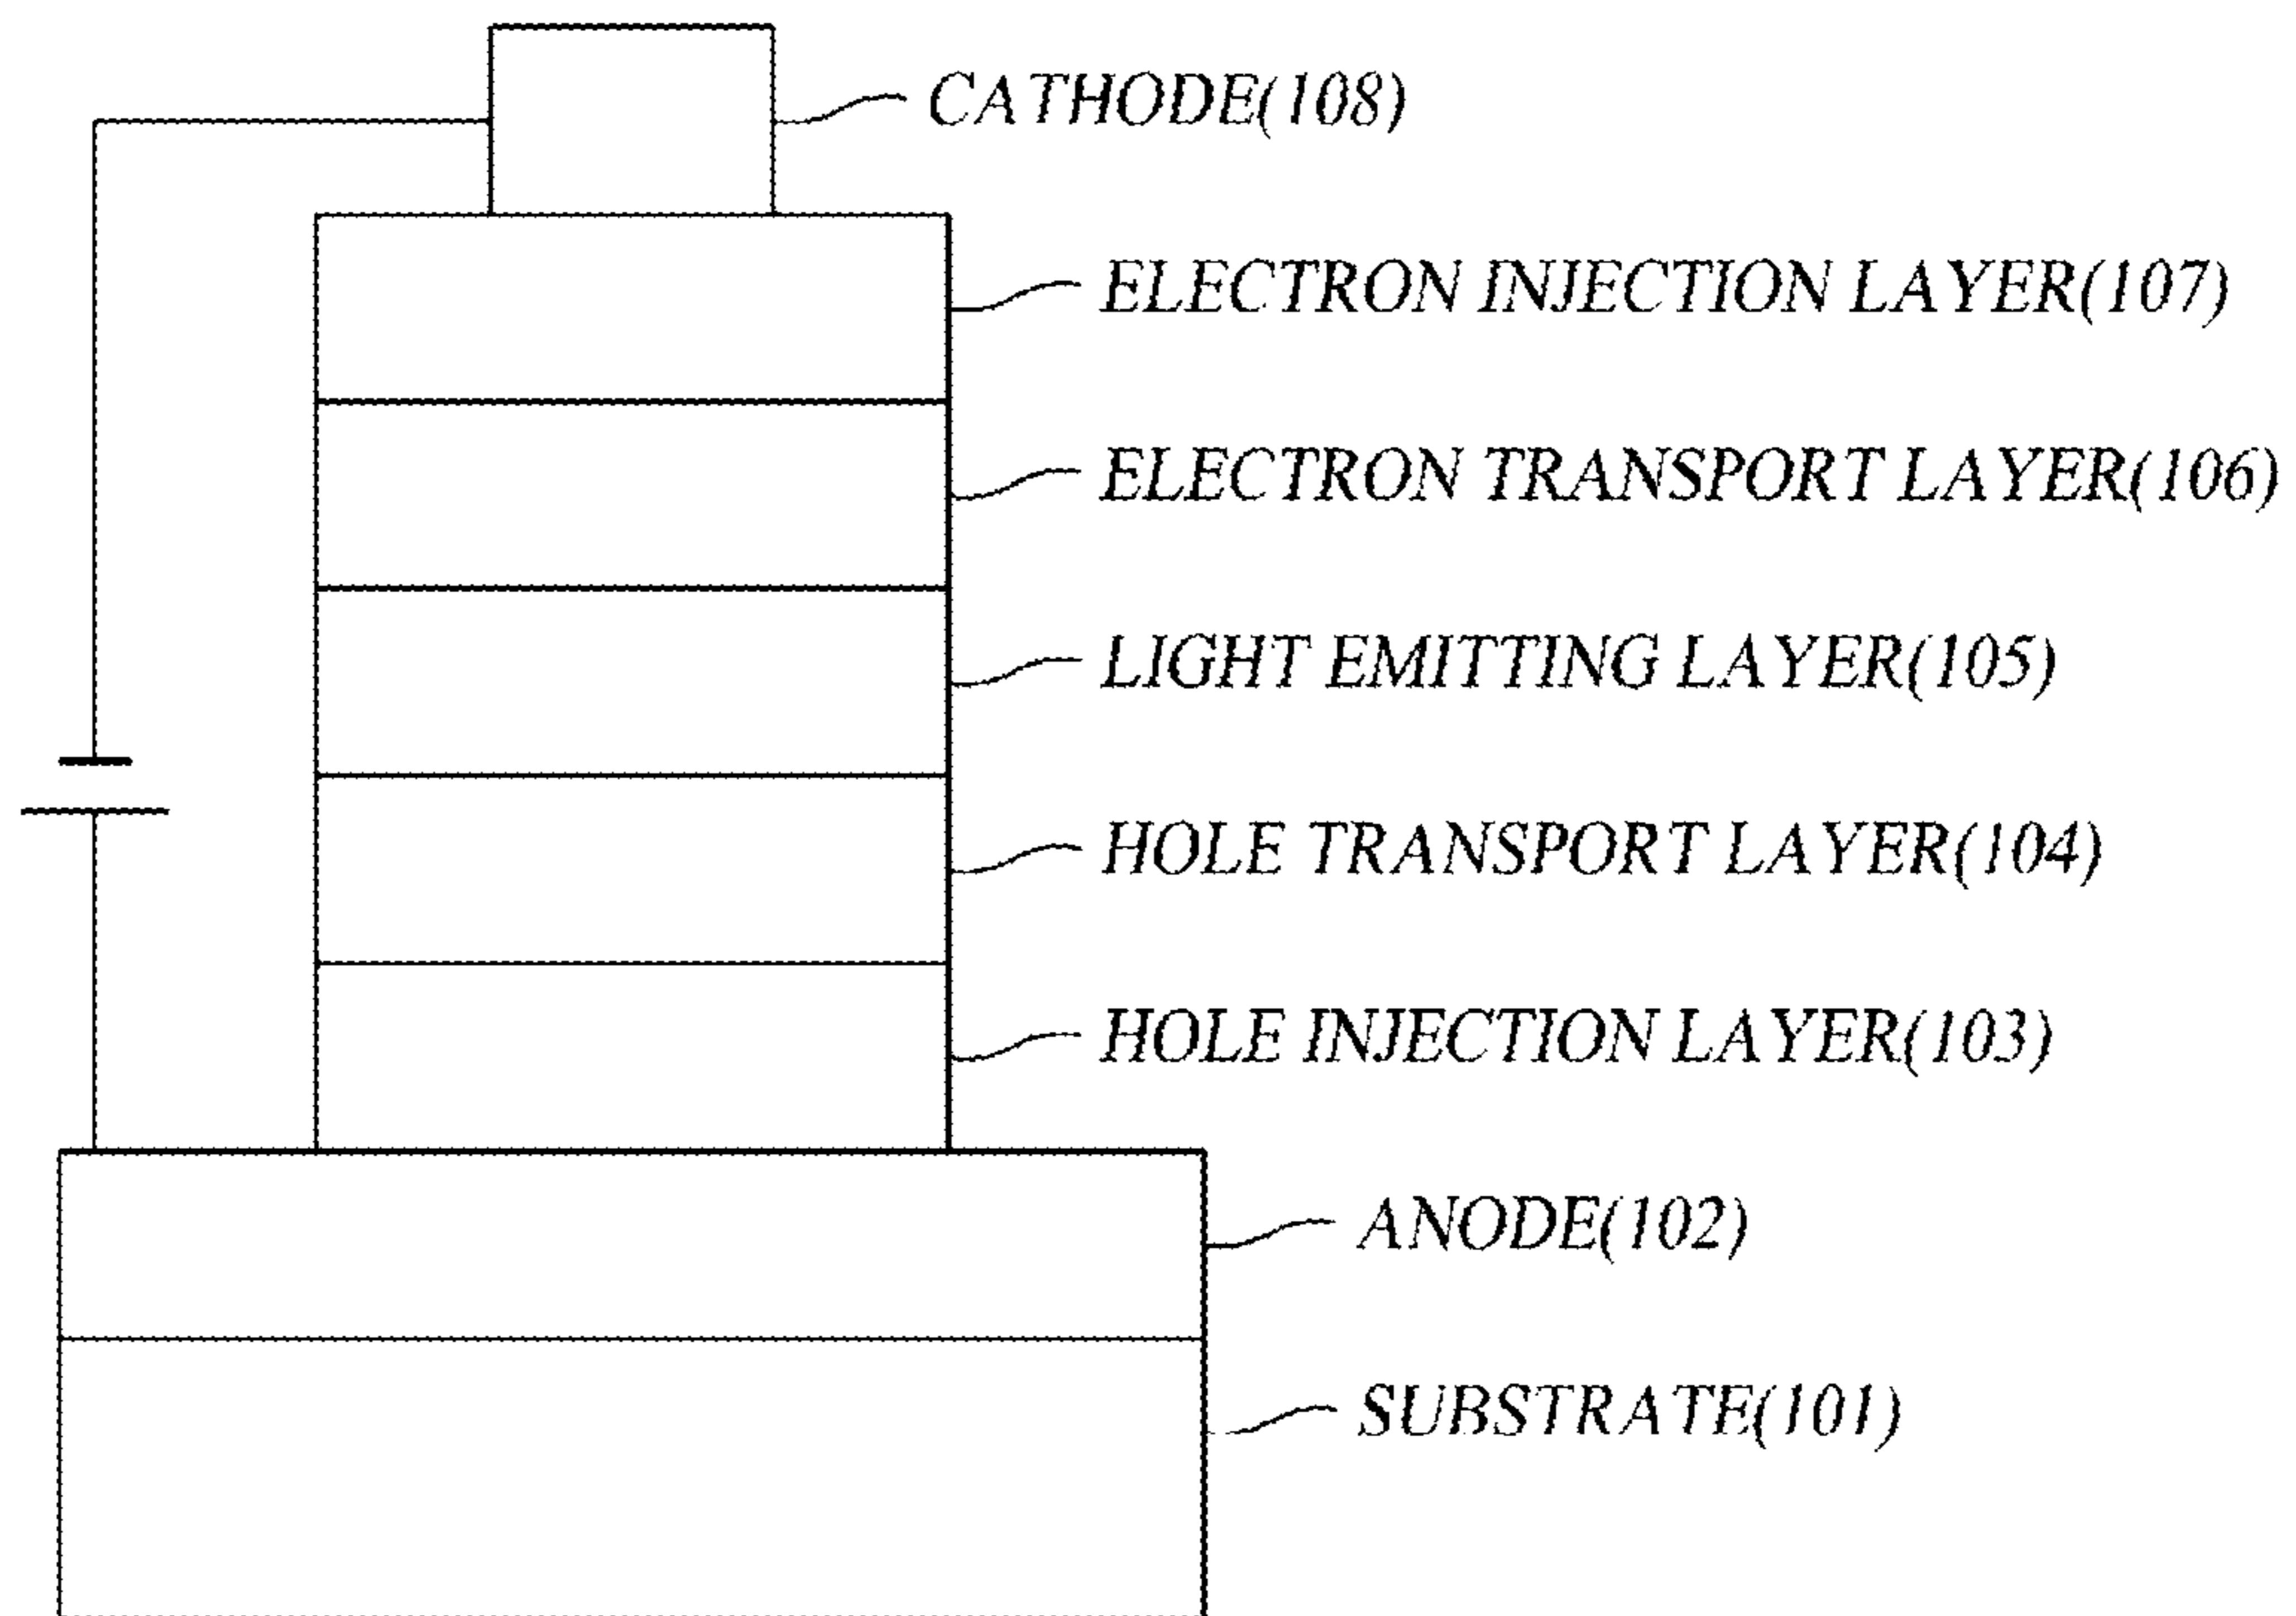 CATHODE(108)
ELECTRON INJECTION LAYER(107)
ELECTRON TRANSPORT LAYER(106)
LIGHT EMITTING LAYER(105)
HOLE TRANSPORT LAYER(104)
HOLE INJECTION LAYER(103)
ANODE(102)
SUBSTRATE(101)